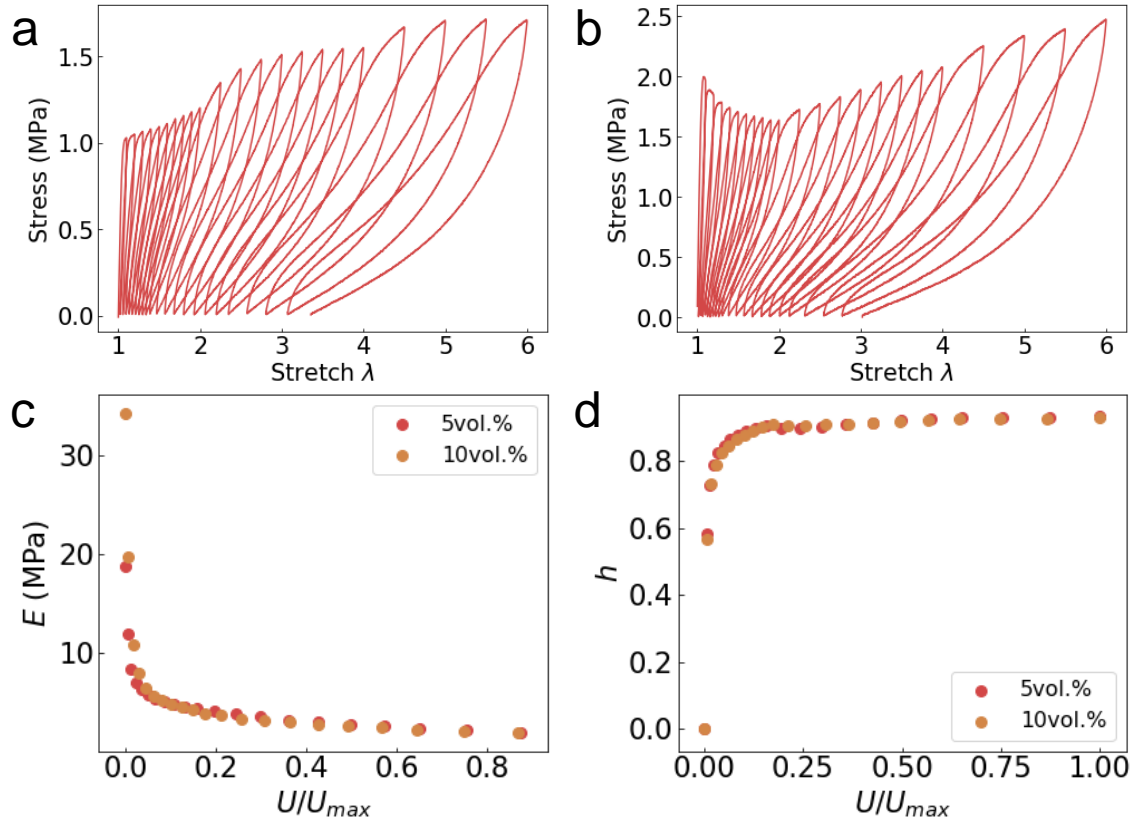 a
1.5
1.0
0.5
0.0
Stress (MPa)
1 2 3 4 5 6
Stretch λ
b
2.5
2.0
1.5
1.0
0.5
0.0
Stress (MPa)
1 2 3 4 5 6
Stretch λ
c
30
20
10
E (MPa)
5vol.%
10vol.%
0.0 0.2 0.4 0.6 0.8
U/Umax
d
0.8
0.6
0.4
0.2
0.0
h
5vol.%
10vol.%
0.00 0.25 0.50 0.75 1.00
U/Umax